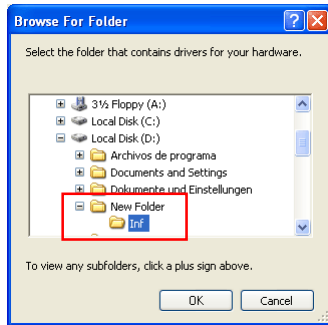 Browse For Folder
Select the folder that contains drivers for your hardware.
3½ Floppy (A:)
Local Disk (C:)
Local Disk (D:)
Archivos de programa
Documents and Settings
Dokumente und Einstellungen
New Folder
Inf
To view any subfolders, click a plus sign above.
OK Cancel